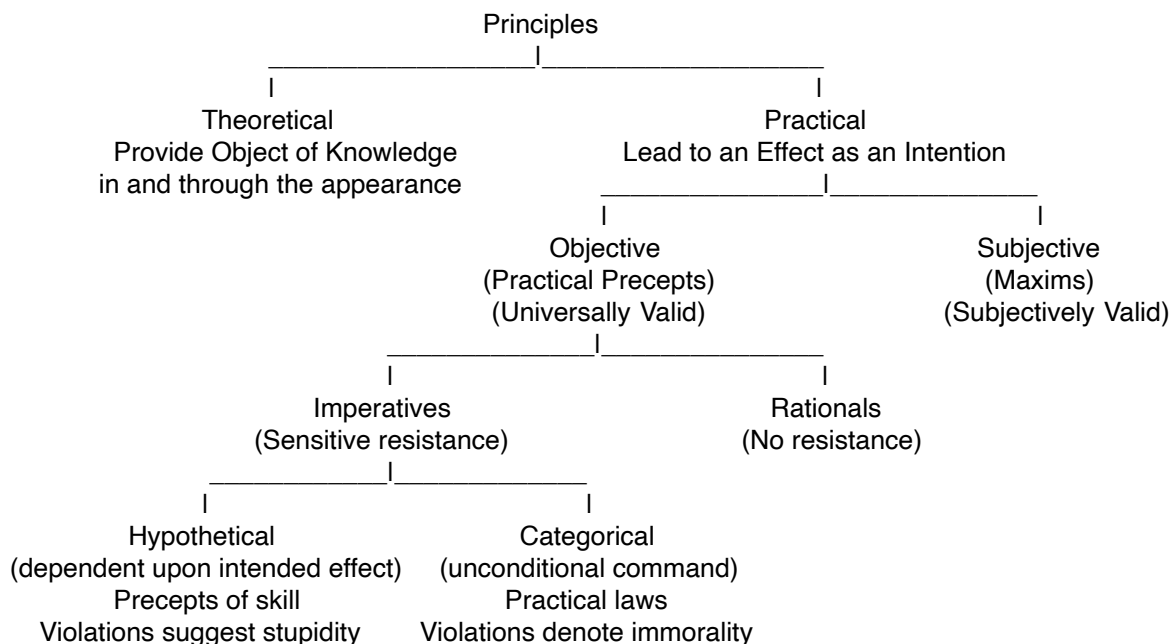 Principles
Theoretical
Provide Object of Knowledge
in and through the appearance
Practical
Lead to an Effect as an Intention
Objective
(Practical Precepts)
(Universally Valid)
Subjective
(Maxims)
(Subjectively Valid)
Imperatives
(Sensitive resistance)
Rationals
(No resistance)
Hypothetical
(dependent upon intended effect)
Precepts of skill
Violations suggest stupidity
Categorical
(unconditional command)
Practical laws
Violations denote immorality